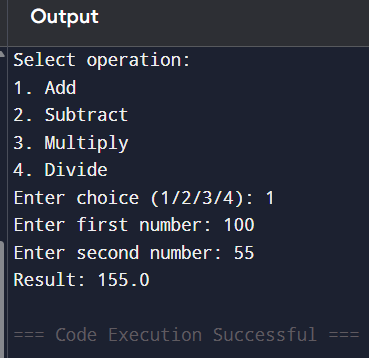 Output
Select operation:
1. Add
2. Subtract
3. Multiply
4. Divide
Enter choice (1/2/3/4): 1
Enter first number: 100
Enter second number: 55
Result: 155.0
=== Code Execution Successful ===